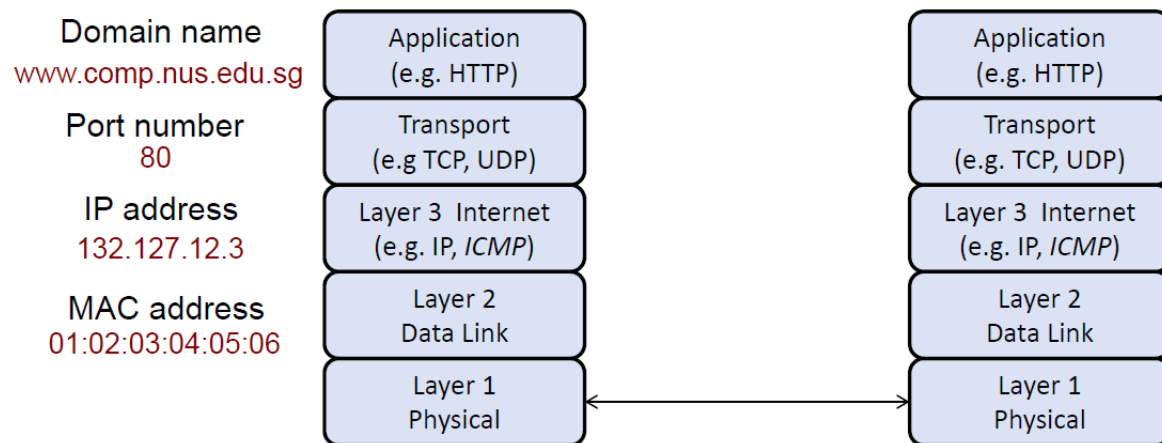 Domain name
www.comp.nus.edu.sg
Port number
80
IP address
132.127.12.3
MAC address
01:02:03:04:05:06
Application
(e.g. HTTP)
Transport
(e.g TCP, UDP)
Layer 3 Internet
(e.g. IP, ICMP)
Layer 2
Data Link
Layer 1
Physical
Application
(e.g. HTTP)
Transport
(e.g. TCP, UDP)
Layer 3 Internet
(e.g. IP, ICMP)
Layer 2
Data Link
Layer 1
Physical